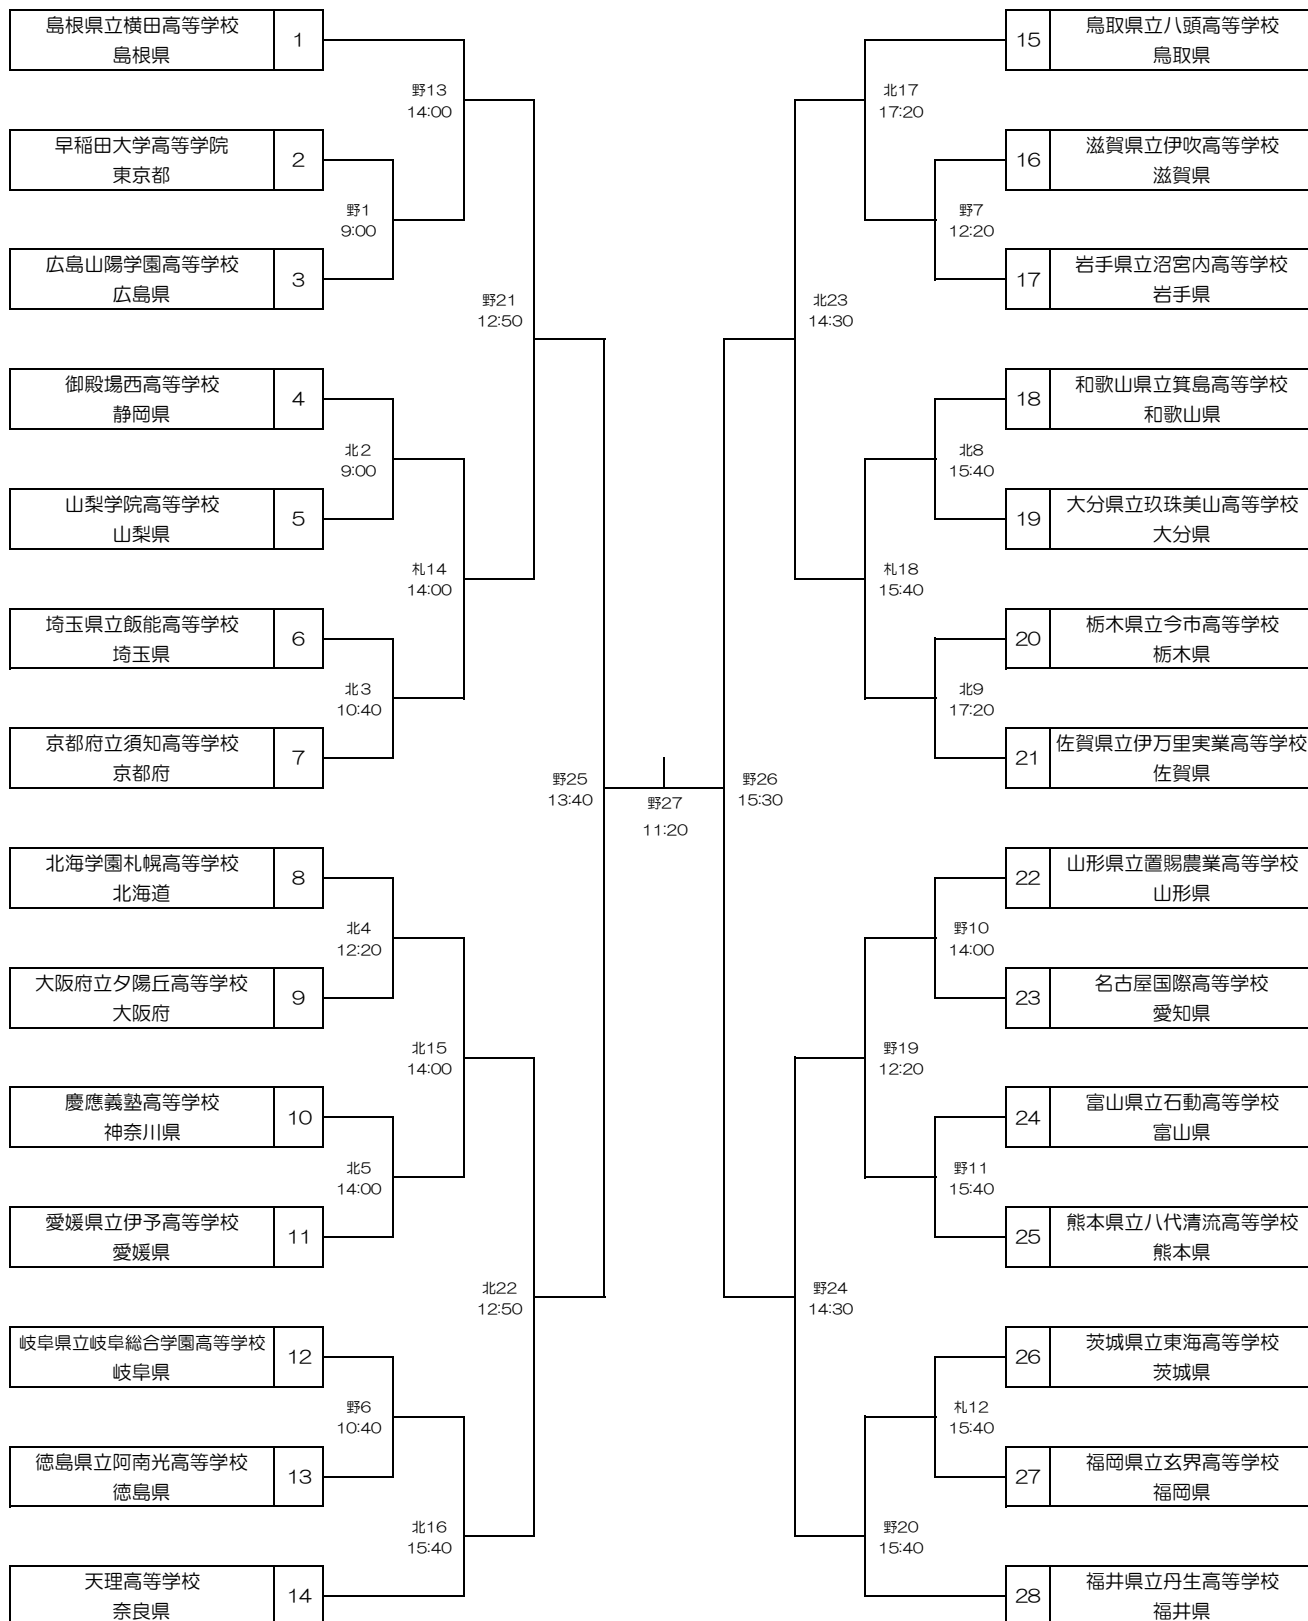 島根県立横田高等学校
島根県
1
早稲田大学高等学院
東京都
2
広島山陽学園高等学校
広島県
3
御殿場西高等学校
静岡県
4
山梨学院高等学校
山梨県
5
埼玉県立飯能高等学校
埼玉県
6
京都府立須知高等学校
京都府
7
北海学園札幌高等学校
北海道
8
大阪府立夕陽丘高等学校
大阪府
9
慶應義塾高等学校
神奈川県
10
愛媛県立伊予高等学校
愛媛県
11
岐阜県立岐阜総合学園高等学校
岐阜県
12
徳島県立阿南光高等学校
徳島県
13
天理高等学校
奈良県
14
野1
9:00
北2
9:00
北3
10:40
北4
12:20
北5
14:00
野6
10:40
野13
14:00
札14
14:00
北15
14:00
北16
15:40
野21
12:50
北22
12:50
野25
13:40
野27
11:20
野26
15:30
北23
14:30
野24
14:30
北17
17:20
札18
15:40
野19
12:20
野20
15:40
野7
12:20
北8
15:40
北9
17:20
野10
14:00
野11
15:40
札12
15:40
15
鳥取県立八頭高等学校
鳥取県
16
滋賀県立伊吹高等学校
滋賀県
17
岩手県立沼宮内高等学校
岩手県
18
和歌山県立箕島高等学校
和歌山県
19
大分県立玖珠美山高等学校
大分県
20
栃木県立今市高等学校
栃木県
21
佐賀県立伊万里実業高等学校
佐賀県
22
山形県立置賜農業高等学校
山形県
23
名古屋国際高等学校
愛知県
24
富山県立石動高等学校
富山県
25
熊本県立八代清流高等学校
熊本県
26
茨城県立東海高等学校
茨城県
27
福岡県立玄界高等学校
福岡県
28
福井県立丹生高等学校
福井県